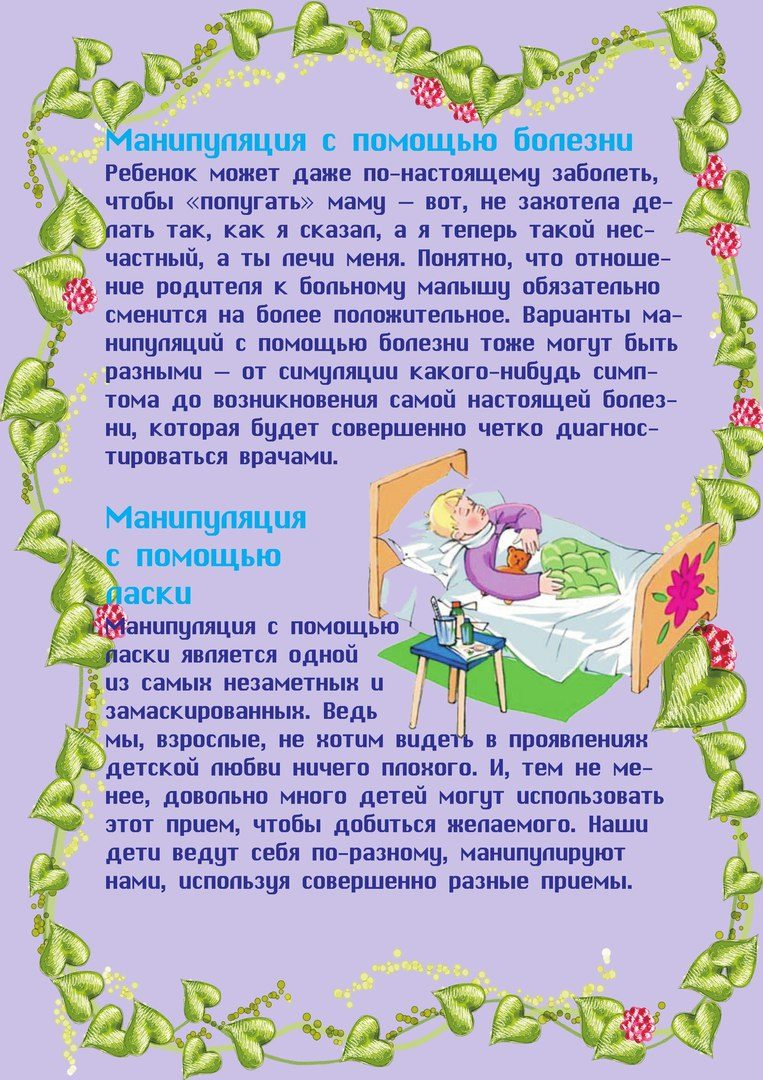 Манипуляция с помощью болезни
Ребенок может даже по-настоящему заболеть,
чтобы «попугать» маму — вот, не захотела де-
лать так, как я сказал, а я теперь такой нес-
частный, а ты лечи меня. Понятно, что отноше-
ние родителя к больному малышу обязательно
сменится на более положительное. Варианты ма-
нипуляций с помощью болезни тоже могут быть
разными — от симуляции какого-нибудь симп-
тома до возникновения самой настоящей болез-
ни, которая будет совершенно четко диагнос-
тироваться врачами.
Манипуляция
с помощью
ласки
Манипуляция с помощью
ласки является одной
из самых незаметных и
замаскированных. Ведь
мы, взрослые, не хотим видеть в проявлениях
детской любви ничего плохого. И, тем не ме-
нее, довольно много детей могут использовать
этот прием, чтобы добиться желаемого. Наши
дети ведут себя по-разному, манипулируют
нами, используя совершенно разные приемы.